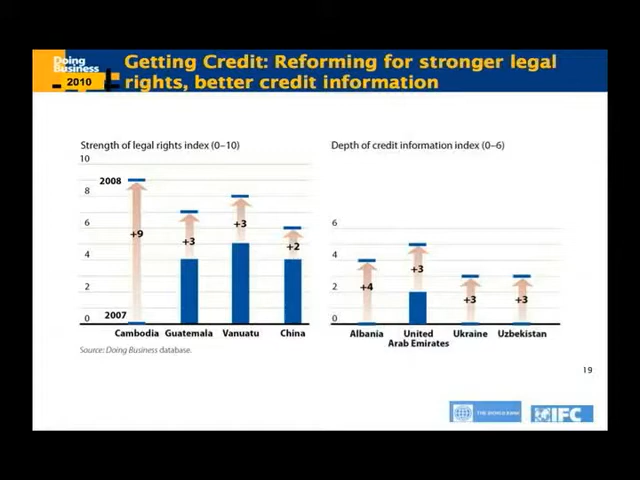 Doing
Business
2010
Getting Credit: Reforming for stronger legal
rights, better credit information
Strength of legal rights index (0–10)
10
8
6
4
2
0
2008
2007
+9
+3
+3
+2
Cambodia Guatemala Vanuatu China
Depth of credit information index (0–6)
6
4
2
0
+4
+3
+3
+3
Albania United Ukraine Uzbekistan
Arab Emirates
Source: Doing Business database.
19
THE WORLD BANK
IFC